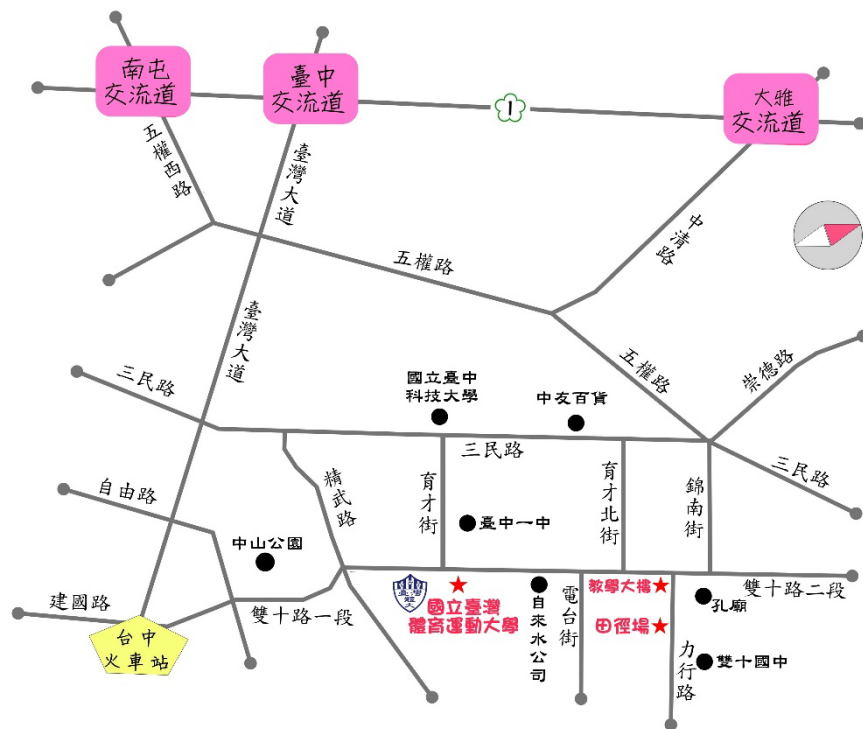 南屯
交流道
臺中
交流道
1
大雅
交流道
五權西路
臺灣大道
中清路
五權路
臺灣大道
三民路
國立臺中
科技大學
中友百貨
五權路
崇德路
三民路
三民路
自由路
精武路
育才街
育才北街
錦南街
臺中一中
中山公園
建國路
雙十路一段
臺灣
體大
國立臺灣
體育運動大學
自來水公司
電台街
教學大樓
田徑場
雙十路二段
孔廟
力行路
雙十國中
台中
火車站